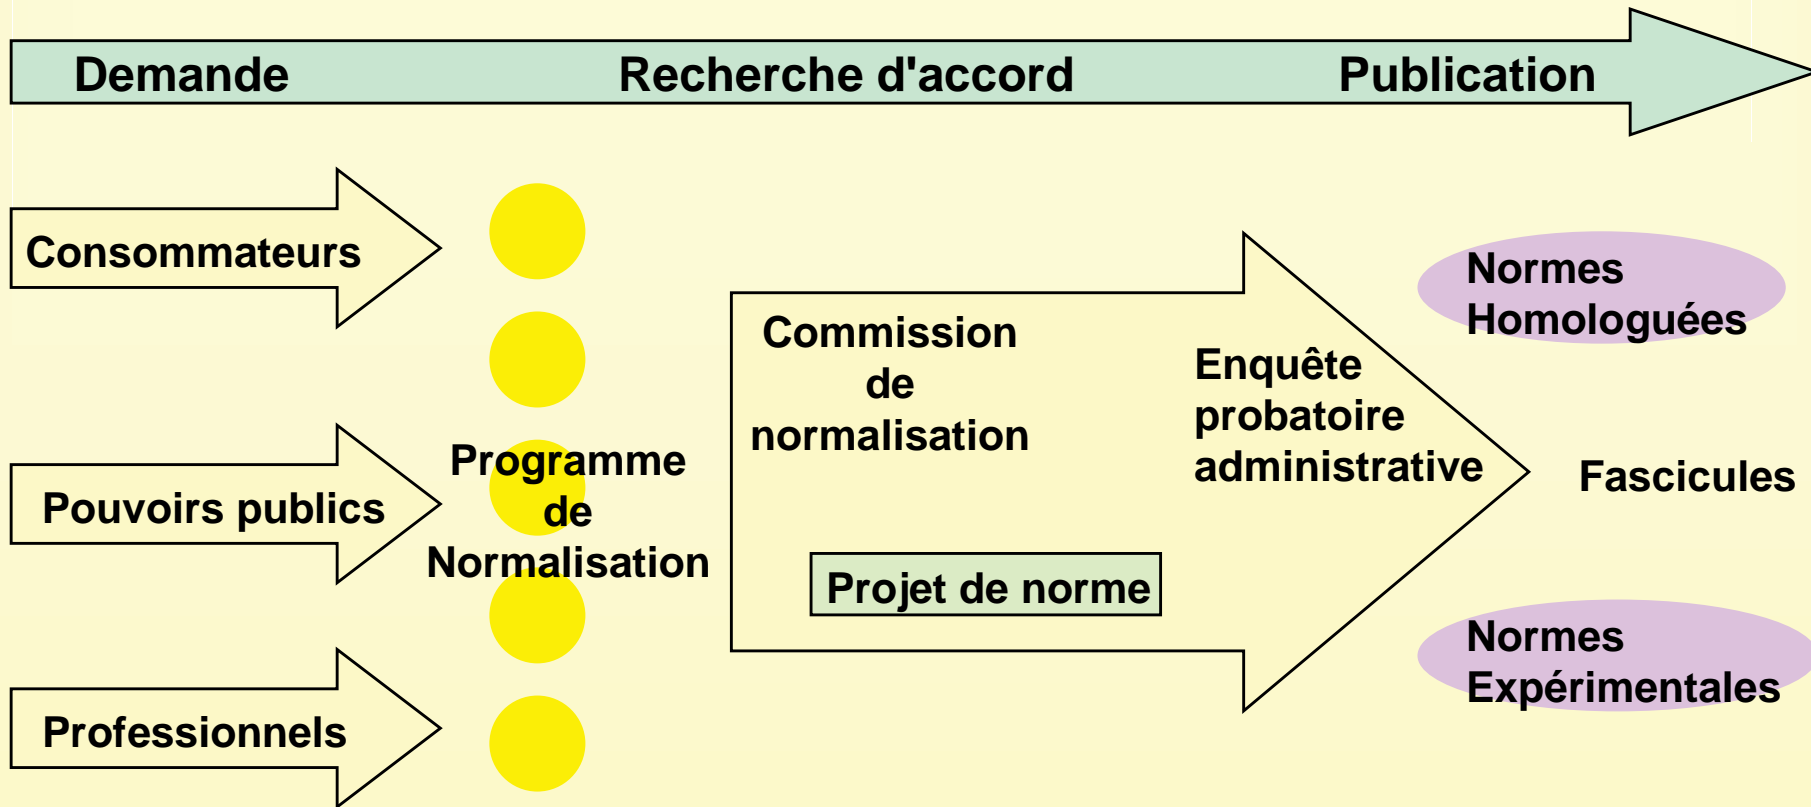 Demande Recherche d'accord Publication
Consommateurs
Pouvoirs publics
Professionnels
Programme
de
Normalisation
Commission
de
normalisation
Projet de norme
Enquête
probatoire
administrative
Normes
Homologuées
Fascicules
Normes
Expérimentales